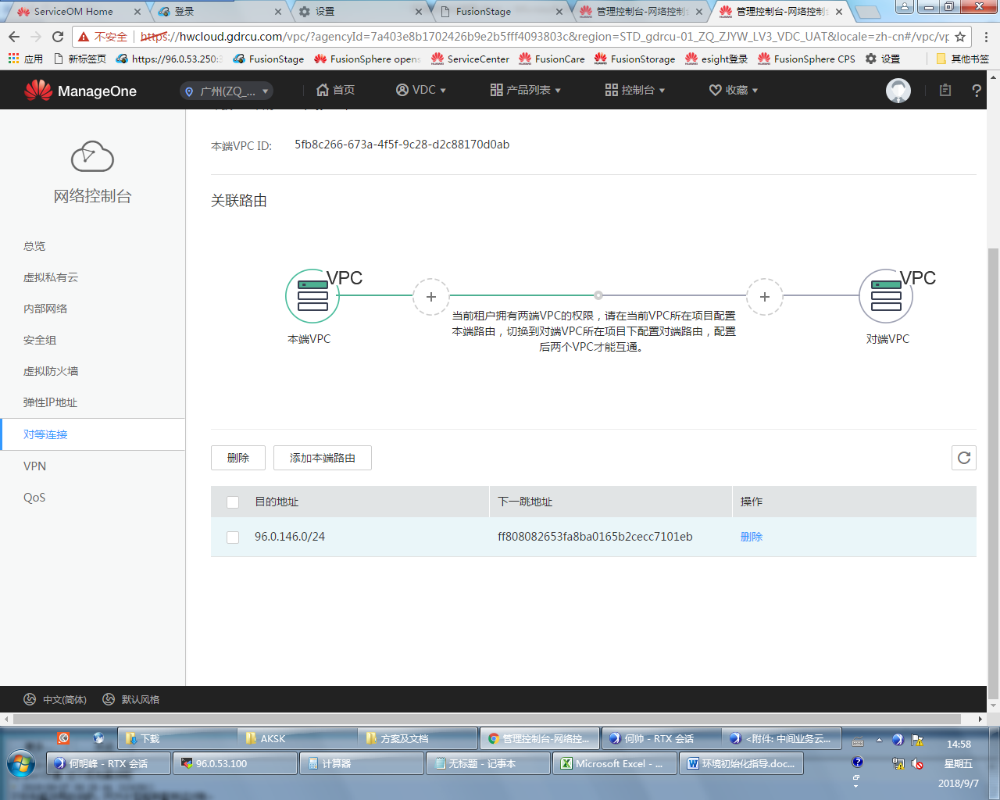 ServiceOM Home
登录
设置
FusionStage
管理控制台-网络控制
管理控制台-网络控制
不安全
https://hwcloud.gdrcu.com/vpc/?agencyId=7a403e8b1702426b9e2b5fff4093803c&region=STD_gdrcu-01_ZQ_ZJYW_LV3_VDC_UAT&locale=zh-cn#/vpc/vp
应用
新标签页
https://96.0.53.250:
FusionStage
FusionSphere opens
ServiceCenter
FusionCare
FusionStorage
esight登录
FusionSphere CPS
设置
其他书签
ManageOne
广州(ZQ_...
首页
VDC
产品列表
控制台
收藏
网络控制台
总览
虚拟私有云
内部网络
安全组
虚拟防火墙
弹性IP地址
对等连接
VPN
QoS
本端VPC ID:
5fb8c266-673a-4f5f-9c28-d2c88170d0ab
关联路由
VPC
VPC
本端VPC
对端VPC
当前租户拥有两端VPC的权限，请在当前VPC所在项目配置
本端路由，切换到对端VPC所在项目下配置对端路由，配置
后两个VPC才能互通。
删除
添加本端路由
目的地址
下一跳地址
操作
96.0.146.0/24
ff808082653fa8ba0165b2cecc7101eb
删除
中文(简体)
默认风格
下载
AKSK
方案及文档
管理控制台-网络控...
何帅 - RTX 会话
<附件: 中间业务云...
何明峰 - RTX 会话
96.0.53.100
计算器
无标题 - 记事本
Microsoft Excel - ...
环境初始化指导.doc...
14:58
星期五
2018/9/7